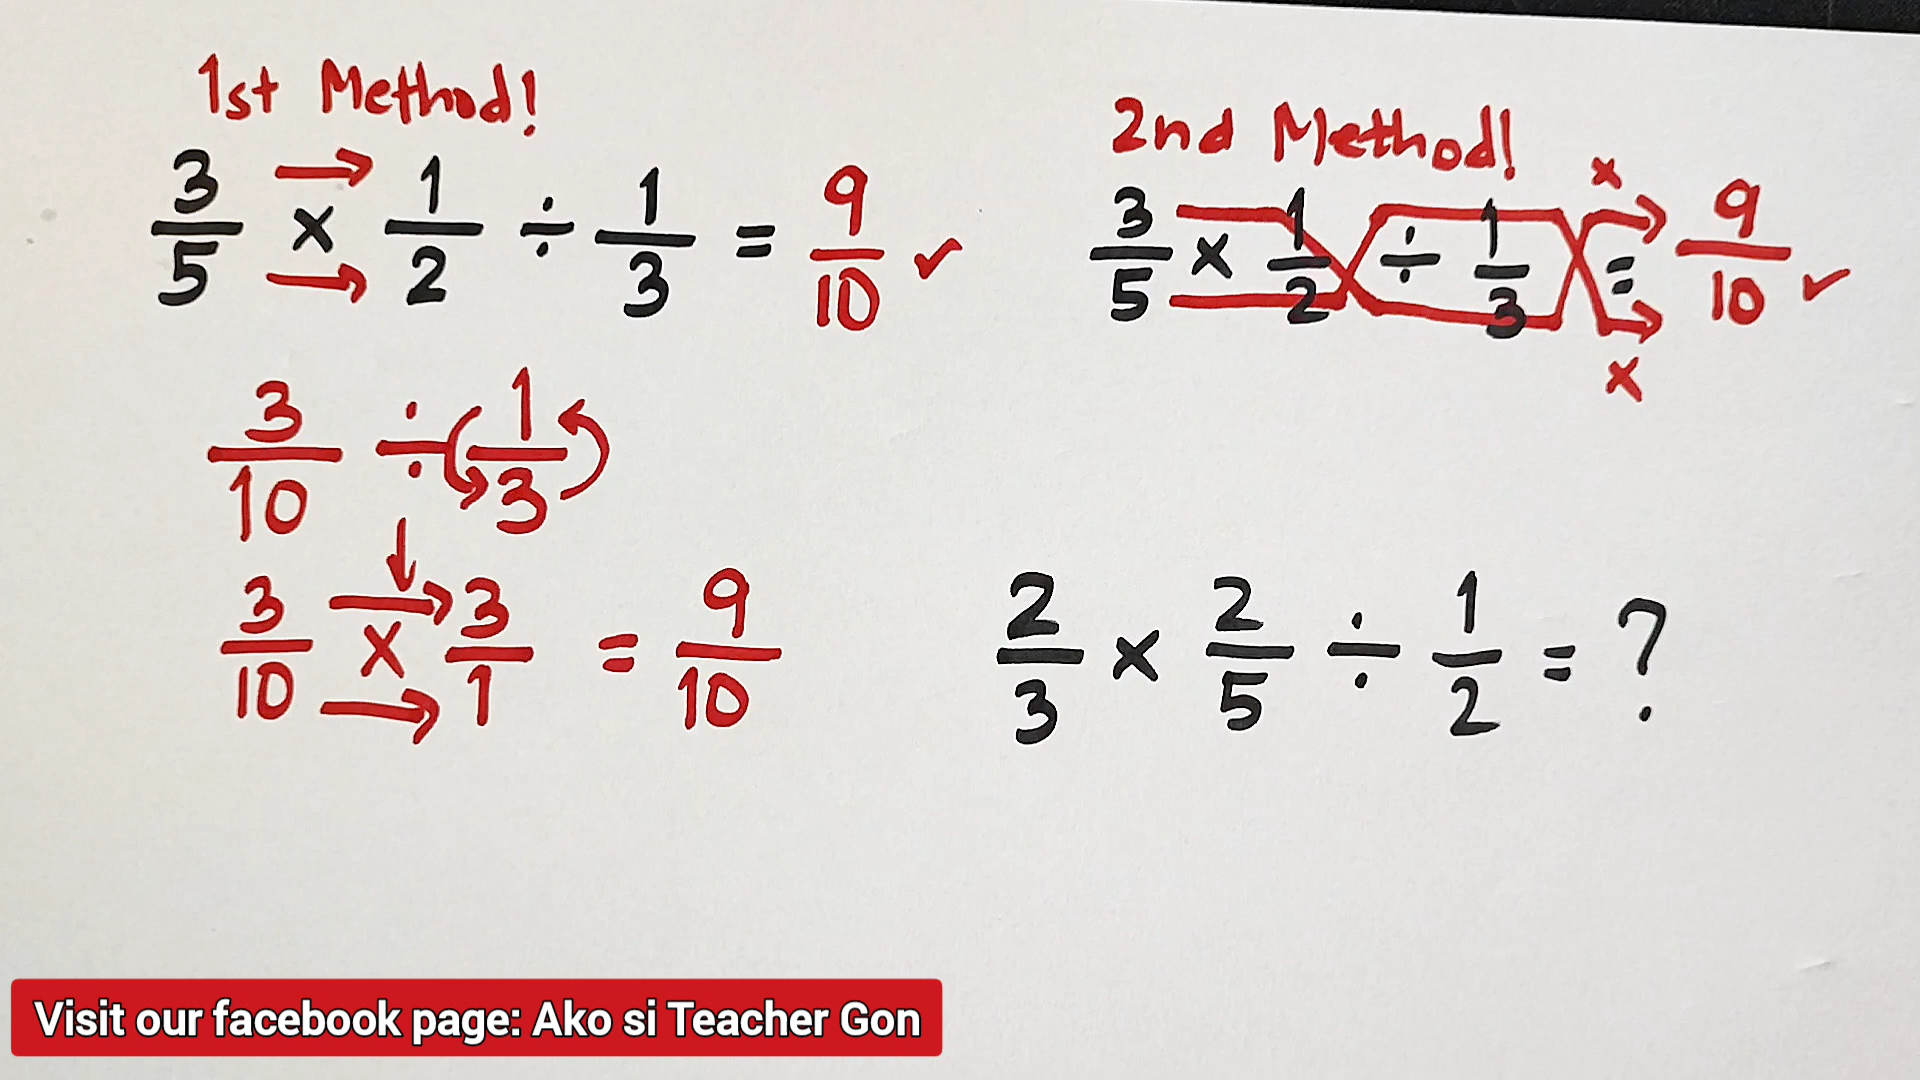 1st Method!
3/5 × 1/2 ÷ 1/3 = 9/10 ✓
3/10 ÷ 1/3
3/10 × 3/1 = 9/10
2nd Method!
3/5 × 1/2 ÷ 1/3 = 9/10 ✓
×
×
2/3 × 2/5 ÷ 1/2 = ?
Visit our facebook page: Ako si Teacher Gon